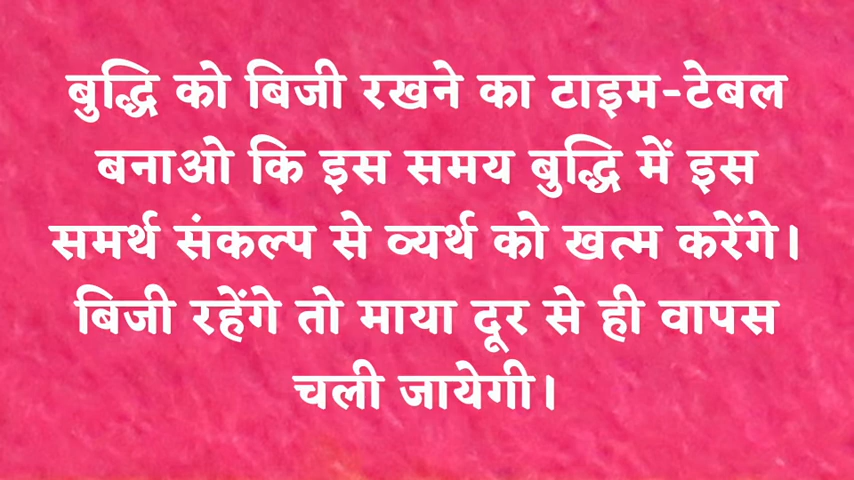 बुद्धि को बिजी रखने का टाइम-टेबल
बनाओ कि इस समय बुद्धि में इस
समर्थ संकल्प से व्यर्थ को खत्म करेंगे।
बिजी रहेंगे तो माया दूर से ही वापस
चली जायेगी।